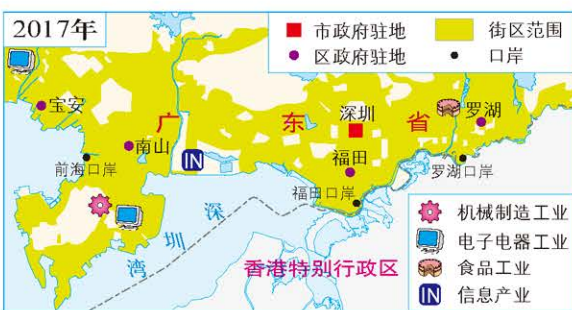 2017年
市政府驻地
街区范围
区政府驻地
口岸
宝安
广东省
深圳
罗湖
南山
IN
福田
前海口岸
罗湖口岸
福田口岸
深圳湾
香港特别行政区
机械制造工业
电子电器工业
食品工业
IN 信息产业